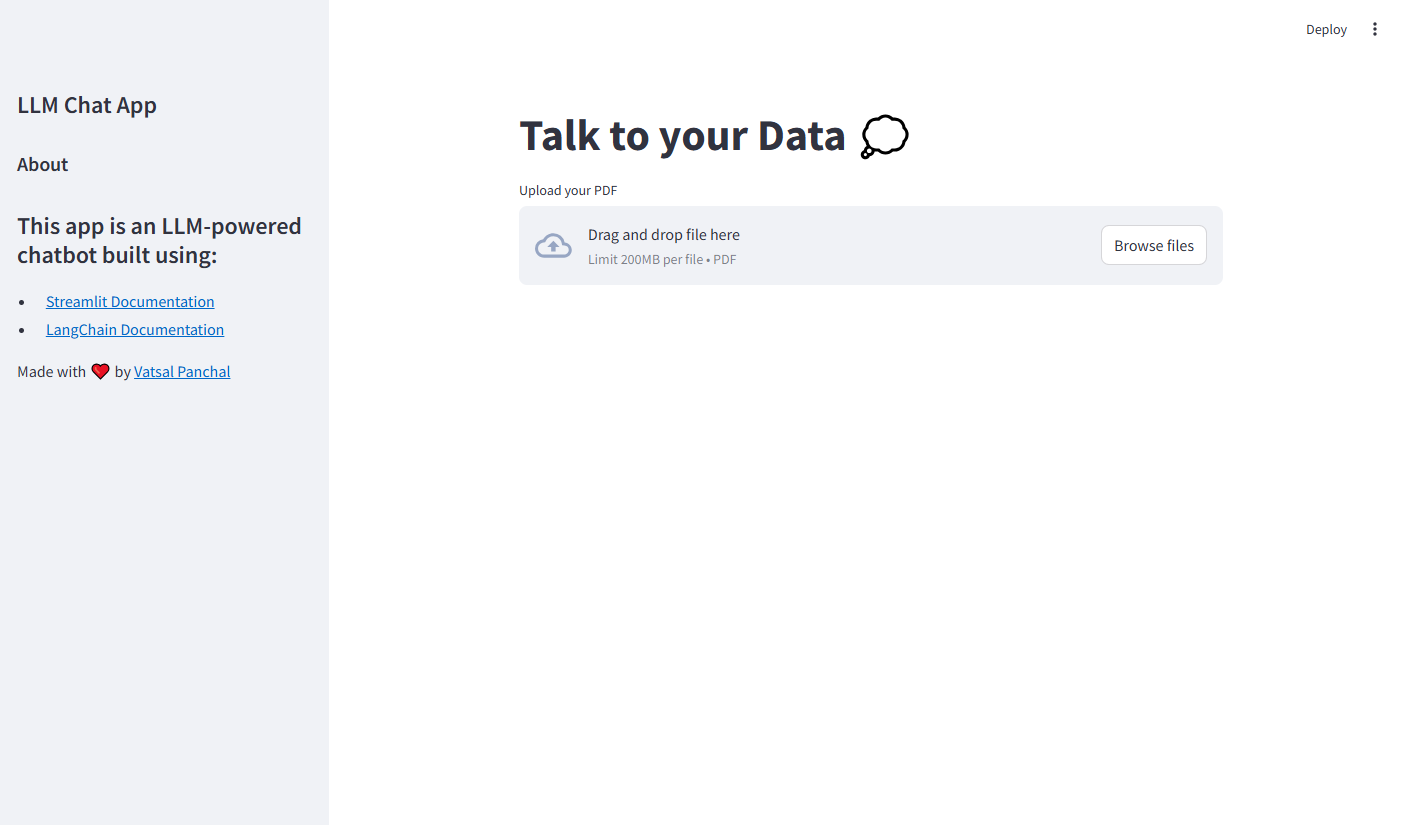 Deploy
LLM Chat App
About
This app is an LLM-powered
chatbot built using:
• Streamlit Documentation
• LangChain Documentation
Made with ❤️ by Vatsal Panchal
Talk to your Data 💭
Upload your PDF
Drag and drop file here
Limit 200MB per file • PDF
Browse files